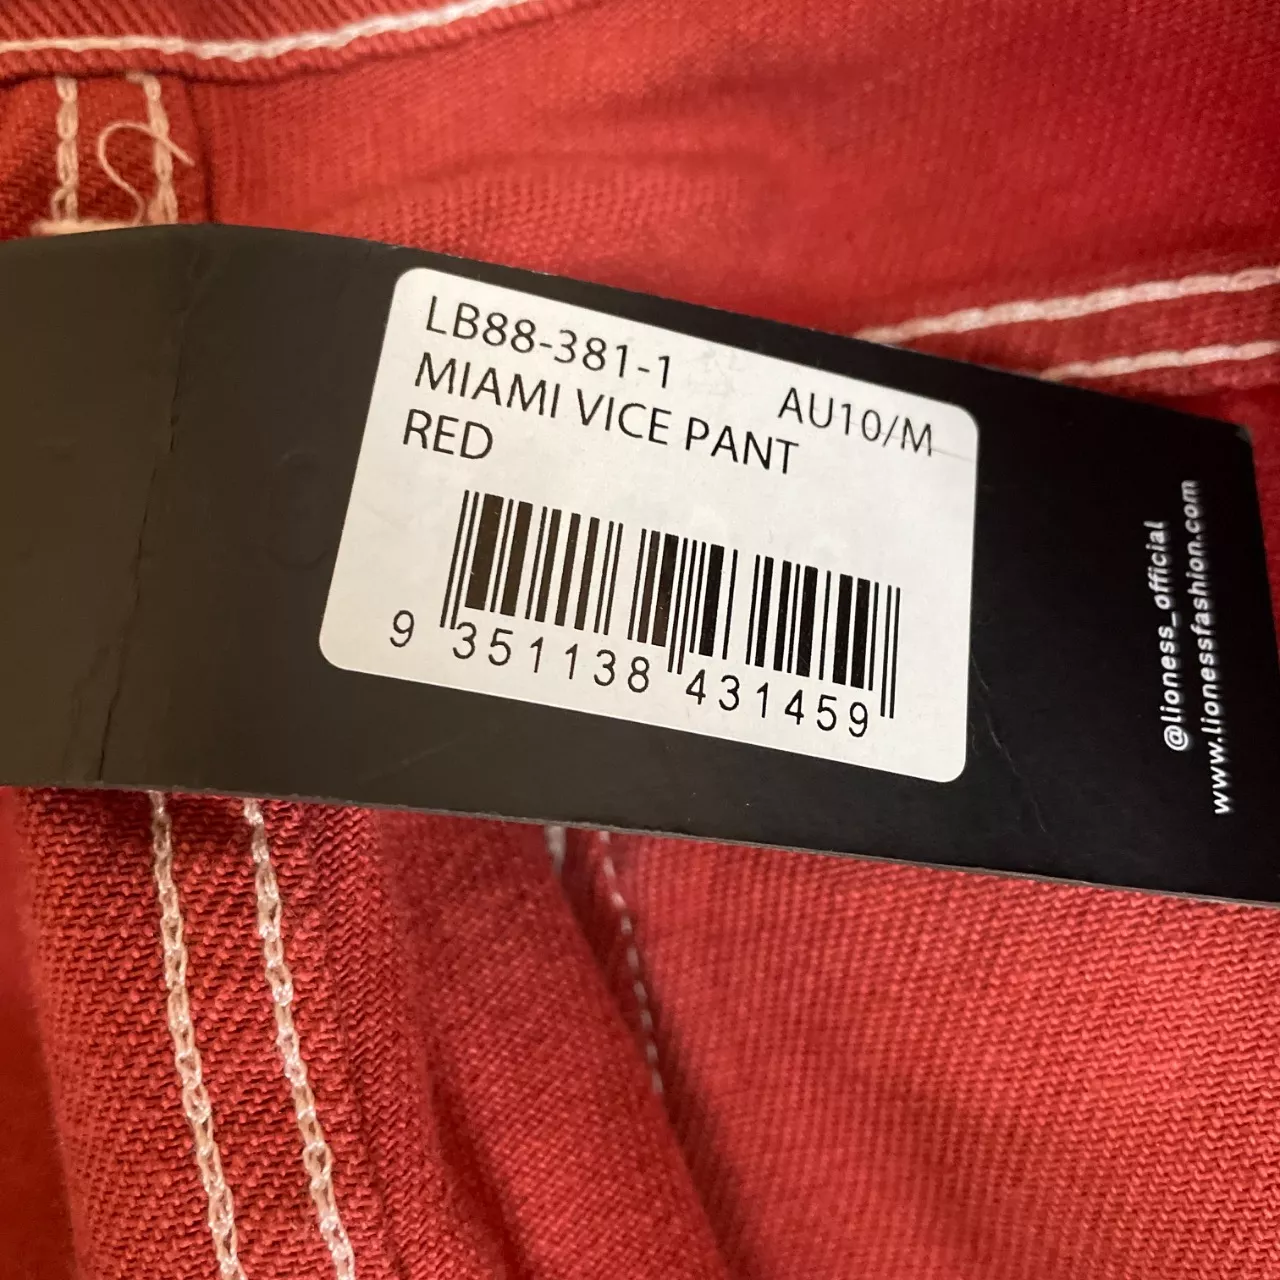 LB88-381-1
AU10/M
MIAMI VICE PANT
RED
9 351138 431459
@lioness_official
www.lionessfashion.com